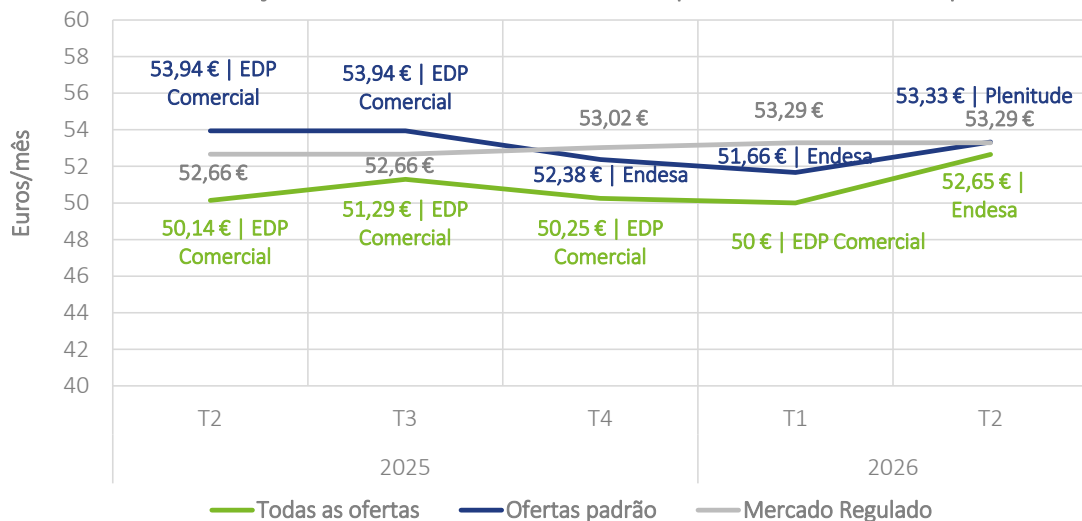 60
58
56
54
52
50
48
46
44
42
40
Euros/mês
53,94 € | EDP
Comercial
53,94 € | EDP
Comercial
53,33 € | Plenitude
53,02 €
53,29 €
53,29 €
52,66 €
52,66 €
52,38 € | Endesa
51,66 € | Endesa
50,14 € | EDP
Comercial
51,29 € | EDP
Comercial
50,25 € | EDP
Comercial
50 € | EDP Comercial
52,65 € |
Endesa
T2
T3
T4
T1
T2
2025
2026
Todas as ofertas
Ofertas padrão
Mercado Regulado